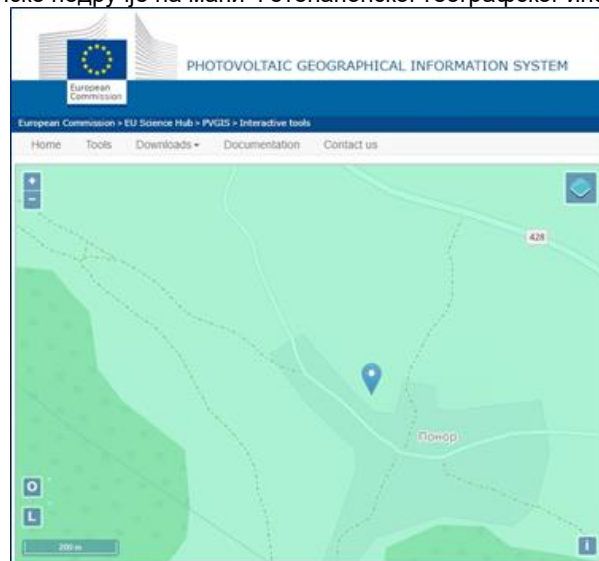 PHOTOVOLTAIC GEOGRAPHICAL INFORMATION SYSTEM
European
Commission
European Commission > EU Science Hub > PVGIS > Interactive tools
Home Tools Downloads Documentation Contact us
+
−
428
Понор
O
L
200 m
i